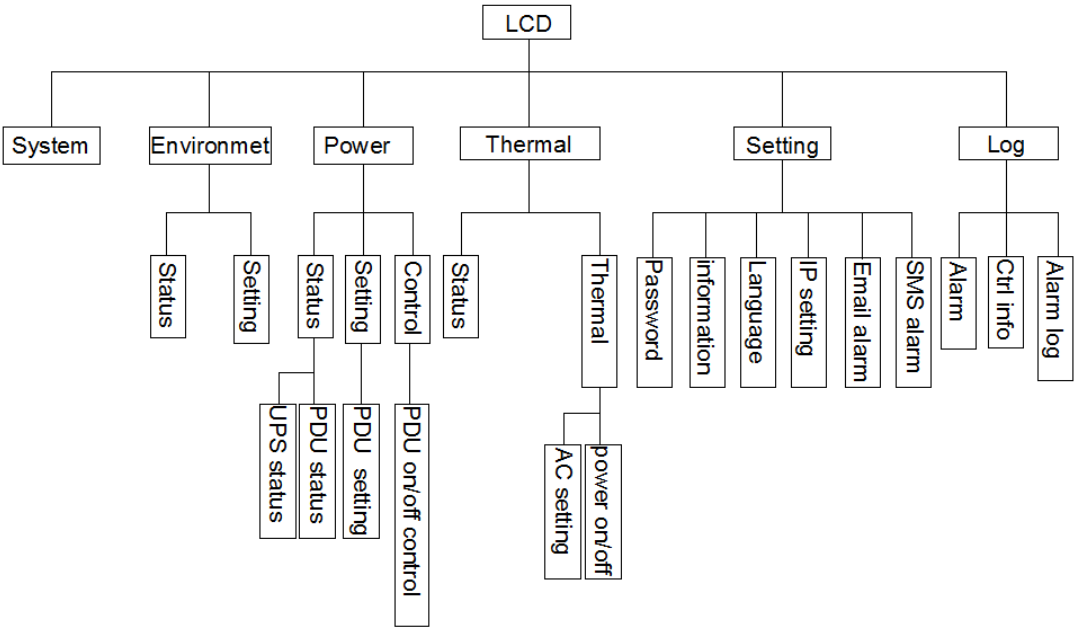 LCD
System
Environmet
Power
Thermal
Setting
Log
Status
Setting
Status
Setting
Control
Status
Thermal
Password
information
Language
IP setting
Email alarm
SMS alarm
Alarm
Ctrl info
Alarm log
UPS status
PDU status
PDU setting
PDU on/off control
AC setting
power on/off